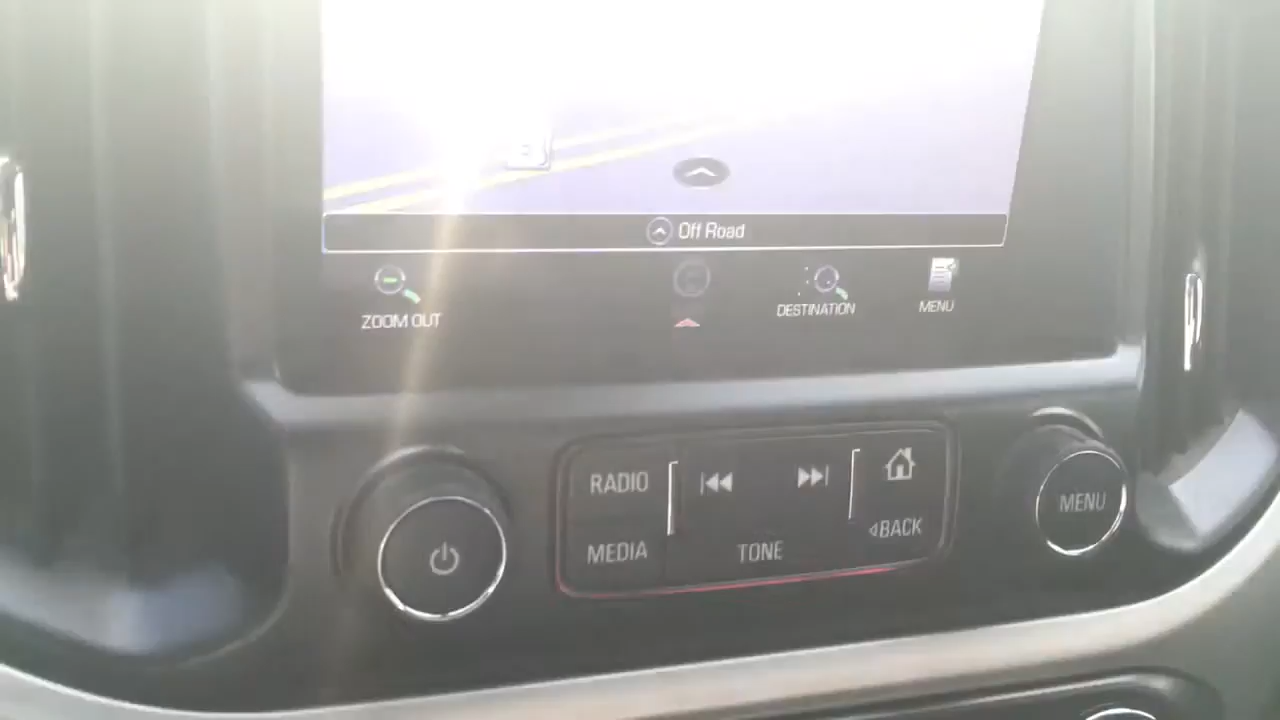 Off Road
ZOOM OUT
DESTINATION
MENU
RADIO
MEDIA
TONE
BACK
MENU